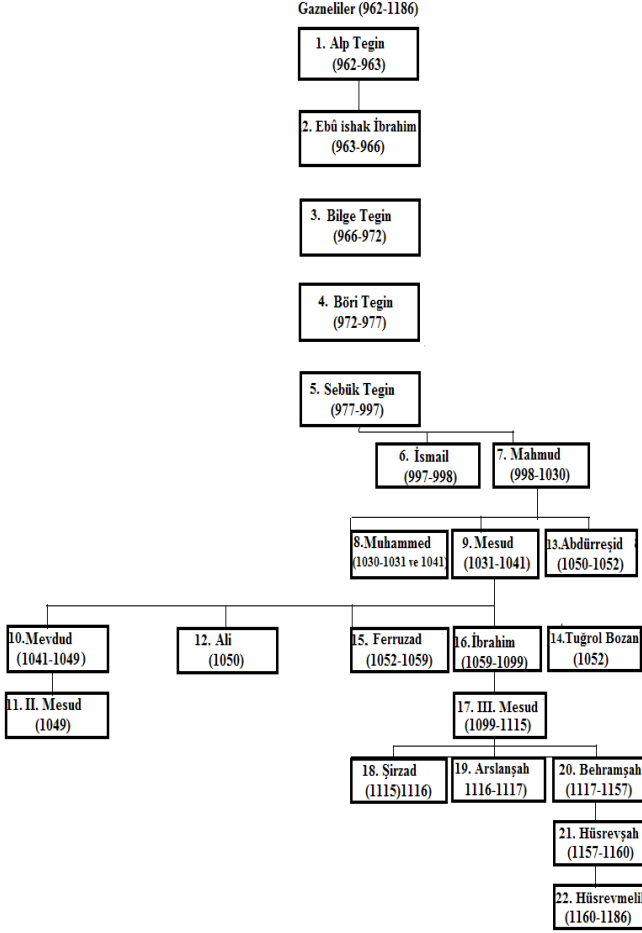 Gazneliler (962-1186)
1. Alp Tegin
(962-963)
2. Ebû ishak İbrahim
(963-966)
3. Bilge Tegin
(966-972)
4. Böri Tegin
(972-977)
5. Sebük Tegin
(977-997)
6. İsmail
(997-998)
7. Mahmud
(998-1030)
8.Muhammed
(1030-1031 ve 1041)
9. Mesud
(1031-1041)
13.Abdürreşid
(1050-1052)
10.Mevdud
(1041-1049)
12. Ali
(1050)
15. Ferruzad
(1052-1059)
16.İbrahim
(1059-1099)
14.Tuğrol Bozan
(1052)
11. II. Mesud
(1049)
17. III. Mesud
(1099-1115)
18. Şirzad
(1115)1116)
19. Arslanşah
1116-1117)
20. Behramşah
(1117-1157)
21. Hüsrevşah
(1157-1160)
22. Hüsrevmeli
(1160-1186)